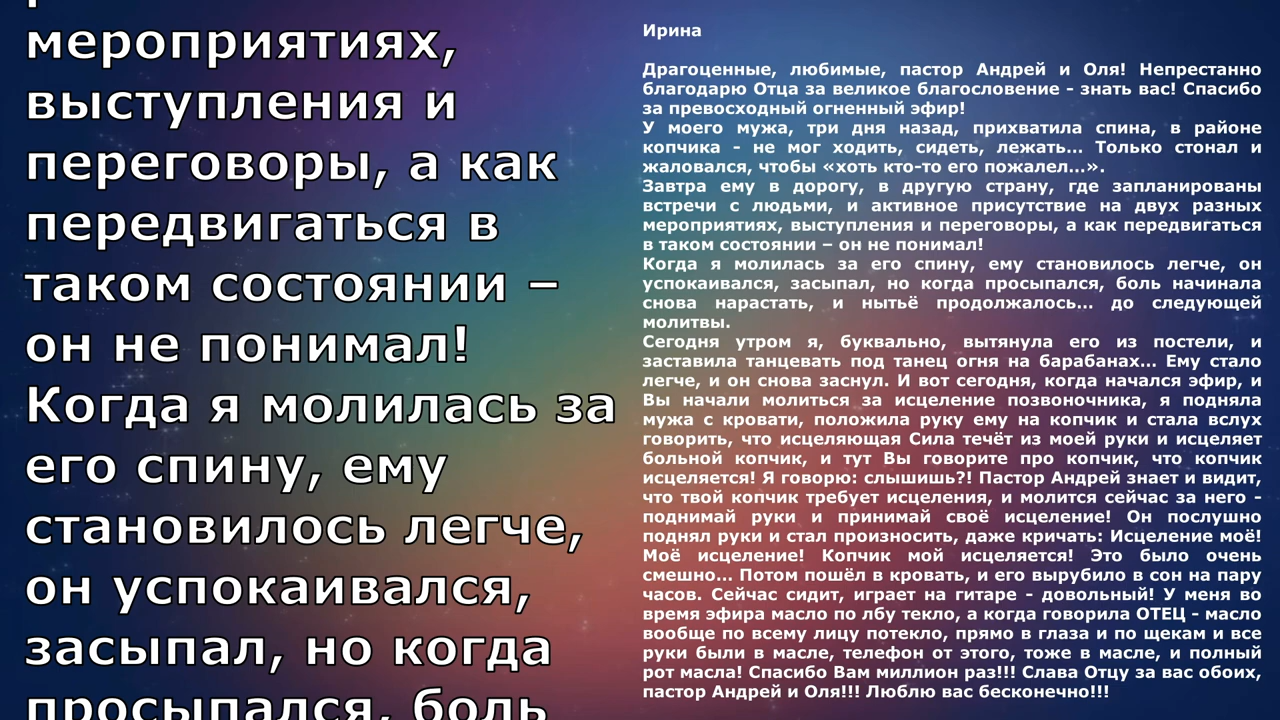 мероприятиях,
выступления и
переговоры, а как
передвигаться в
таком состоянии –
он не понимал!
Когда я молилась за
его спину, ему
становилось легче,
он успокаивался,
засыпал, но когда
просыпался, боль
Ирина
Драгоценные, любимые, пастор Андрей и Оля! Непрестанно
благодарю Отца за великое благословение - знать вас! Спасибо
за превосходный огненный эфир!
У моего мужа, три дня назад, прихватила спина, в районе
копчика - не мог ходить, сидеть, лежать... Только стонал и
жаловался, чтобы «хоть кто-то его пожалел...».
Завтра ему в дорогу, в другую страну, где запланированы
встречи с людьми, и активное присутствие на двух разных
мероприятиях, выступления и переговоры, а как передвигаться
в таком состоянии – он не понимал!
Когда я молилась за его спину, ему становилось легче, он
успокаивался, засыпал, но когда просыпался, боль начинала
снова нарастать, и нытьё продолжалось... до следующей
молитвы.
Сегодня утром я, буквально, вытянула его из постели, и
заставила танцевать под танец огня на барабанах... Ему стало
легче, и он снова заснул. И вот сегодня, когда начался эфир, и
Вы начали молиться за исцеление позвоночника, я подняла
мужа с кровати, положила руку ему на копчик и стала вслух
говорить, что исцеляющая Сила течёт из моей руки и исцеляет
больной копчик, и тут Вы говорите про копчик, что копчик
исцеляется! Я говорю: слышишь?! Пастор Андрей знает и видит,
что твой копчик требует исцеления, и молится сейчас за него -
поднимай руки и принимай своё исцеление! Он послушно
поднял руки и стал произносить, даже кричать: Исцеление моё!
Моё исцеление! Копчик мой исцеляется! Это было очень
смешно... Потом пошёл в кровать, и его вырубило в сон на пару
часов. Сейчас сидит, играет на гитаре - довольный! У меня во
время эфира масло по лбу текло, а когда говорила ОТЕЦ - масло
вообще по всему лицу потекло, прямо в глаза и по щекам и все
руки были в масле, телефон от этого, тоже в масле, и полный
рот масла! Спасибо Вам миллион раз!!! Слава Отцу за вас обоих,
пастор Андрей и Оля!!! Люблю вас бесконечно!!!